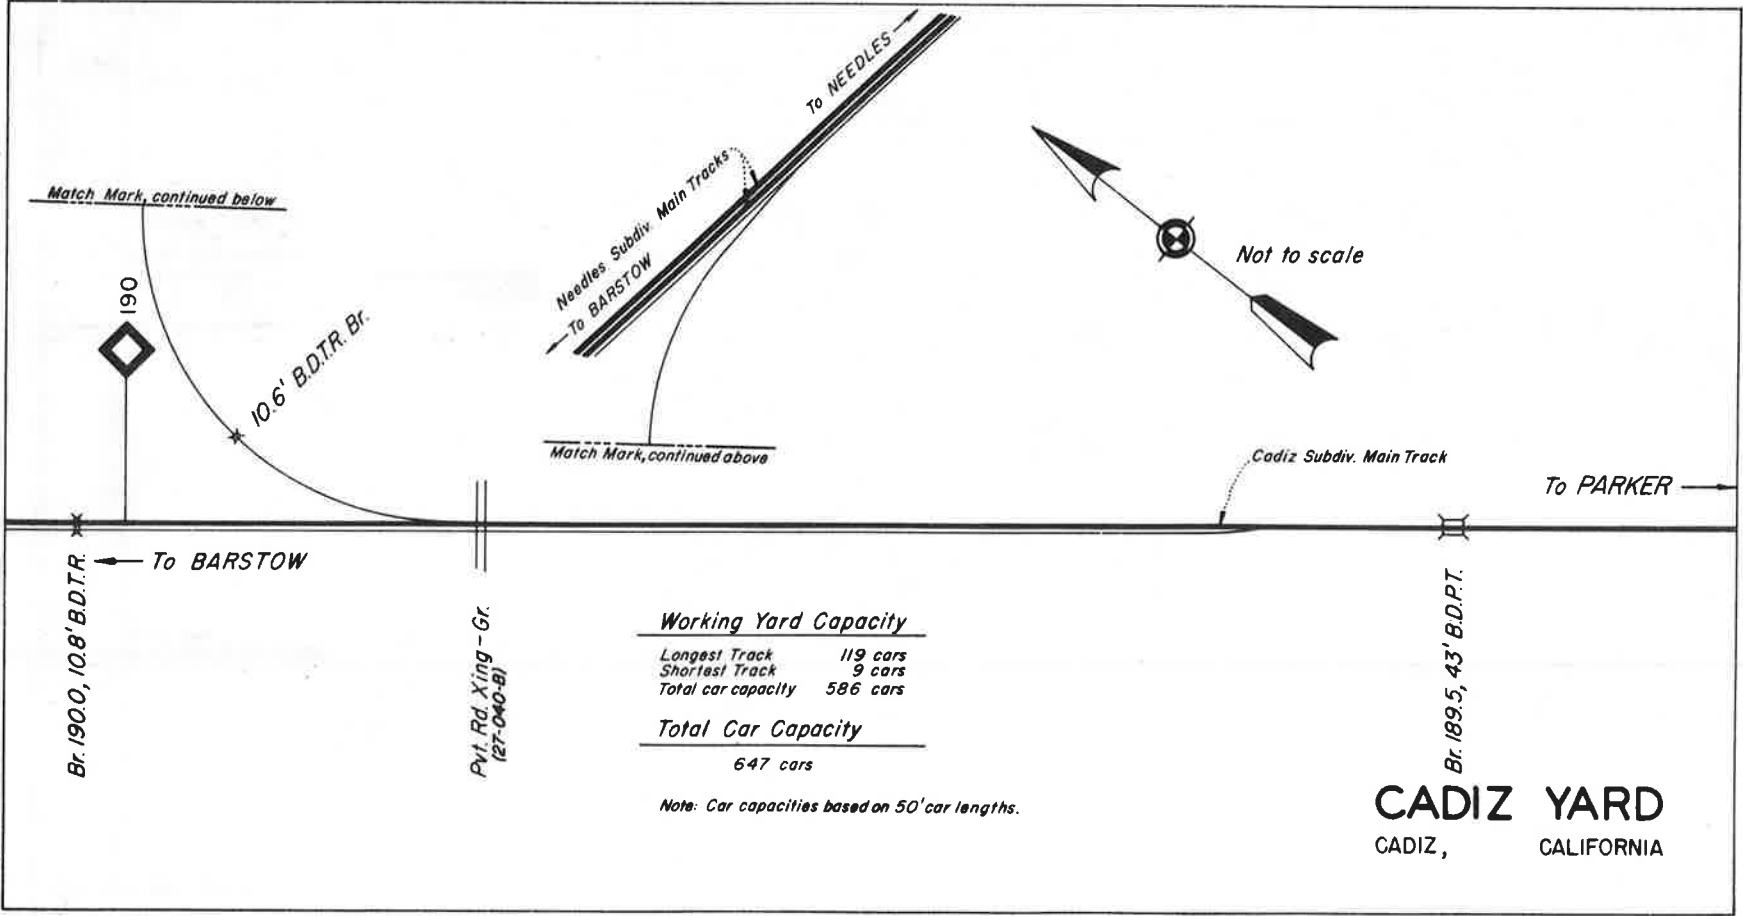 To NEEDLES
Needles Subdiv. Main Tracks
To BARSTOW
Match Mark, continued below
190
10.6' B.D.T.R. Br.
Not to scale
Match Mark, continued above
Cadiz Subdiv. Main Track
To PARKER
To BARSTOW
Br. 190.0, 10.8' B.D.T.R.
Pvt. Rd. Xing - Gr.
(27-040-B)
Working Yard Capacity
Longest Track 119 cars
Shortest Track 9 cars
Total car capacity 586 cars
Total Car Capacity
647 cars
Note: Car capacities based on 50' car lengths.
Br. 189.5, 43' B.D.P.T.
CADIZ YARD
CADIZ, CALIFORNIA